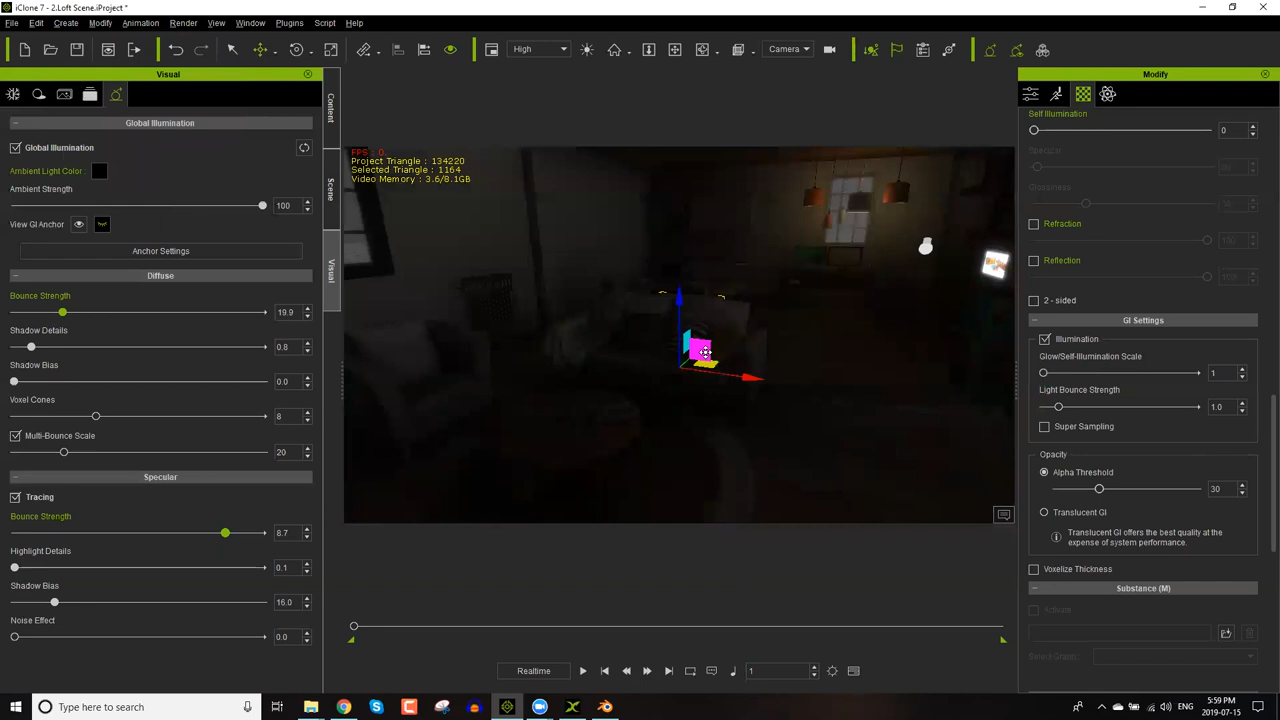 iClone 7 - 2.Loft Scene.iProject *
File Edit Create Modify Animation Render View Window Plugins Script Help
High
Camera
Visual
Modify
Content
Scene
Visual
Global Illumination
Global Illumination
Ambient Light Color :
Ambient Strength
100
View GI Anchor
Anchor Settings
Diffuse
Bounce Strength
19.9
Shadow Details
0.8
Shadow Bias
0.0
Voxel Cones
8
Multi-Bounce Scale
20
Specular
Tracing
Bounce Strength
8.7
Highlight Details
0.1
Shadow Bias
16.0
Noise Effect
0.0
FPS : 0.
Project Triangle : 134220
Selected Triangle : 1164
Video Memory : 3.6/8.1GB
Realtime
1
Self Illumination
0
Specular
Glossiness
Refraction
100
Reflection
2 - sided
GI Settings
Illumination
Glow/Self-Illumination Scale
1
Light Bounce Strength
1.0
Super Sampling
Opacity
Alpha Threshold
30
Translucent GI
Translucent GI offers the best quality at the
expense of system performance.
Voxelize Thickness
Substance (M)
Activate
Type here to search
5:59 PM
2019-07-15